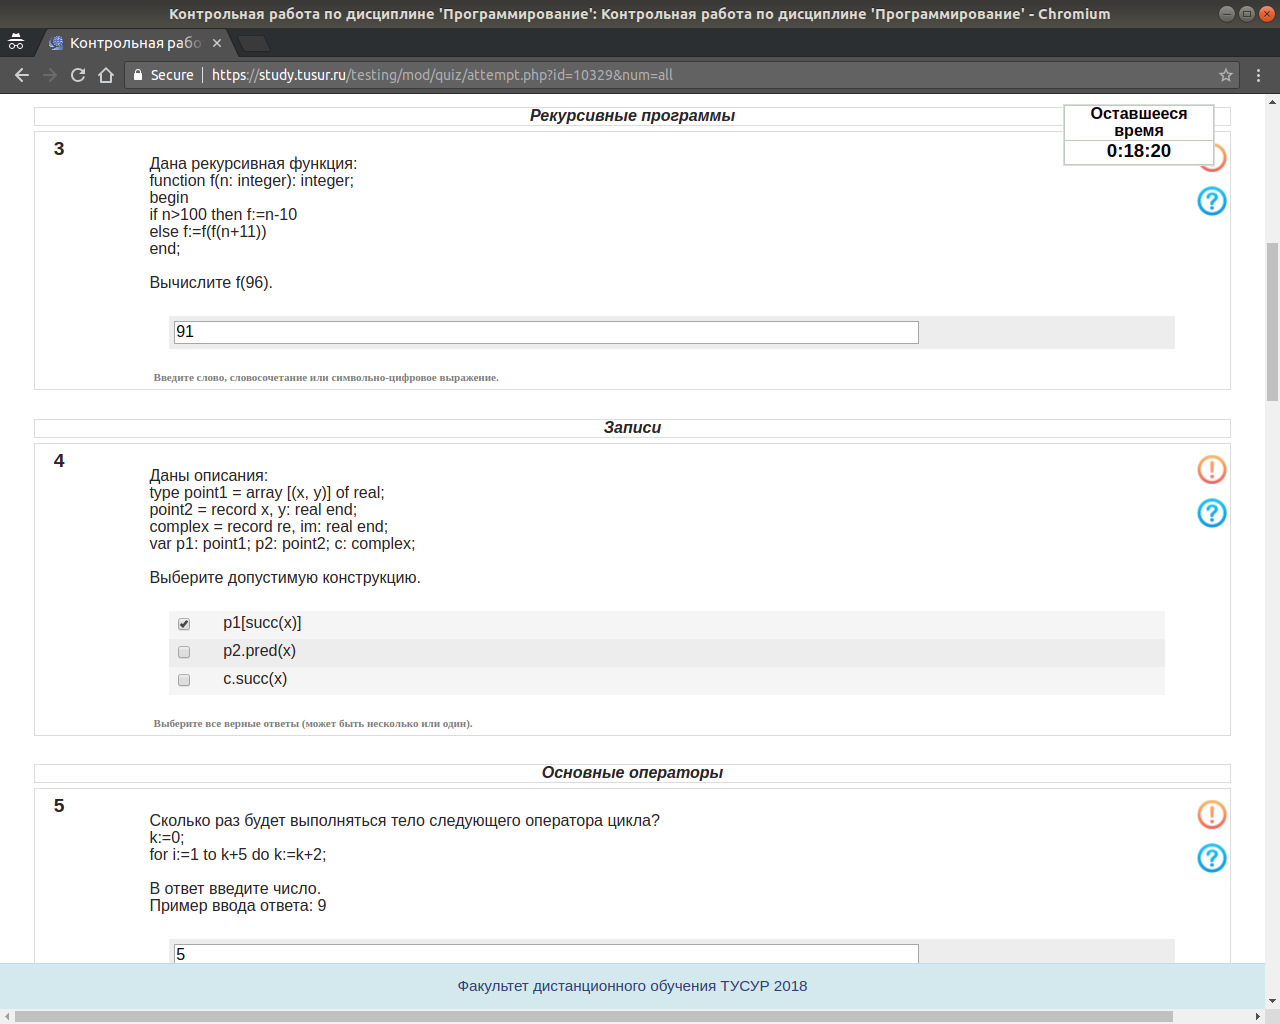 Контрольная работа по дисциплине 'Программирование': Контрольная работа по дисциплине 'Программирование' - Chromium
Контрольная рабо
Secure
https://study.tusur.ru/testing/mod/quiz/attempt.php?id=10329&num=all
Рекурсивные программы
Оставшееся
время
0:18:20
3
Дана рекурсивная функция:
function f(n: integer): integer;
begin
if n>100 then f:=n-10
else f:=f(f(n+11))
end;
Вычислите f(96).
91
Введите слово, словосочетание или символьно-цифровое выражение.
Записи
4
Даны описания:
type point1 = array [(x, y)] of real;
point2 = record x, y: real end;
complex = record re, im: real end;
var p1: point1; p2: point2; c: complex;
Выберите допустимую конструкцию.
p1[succ(x)]
p2.pred(x)
c.succ(x)
Выберите все верные ответы (может быть несколько или один).
Основные операторы
5
Сколько раз будет выполняться тело следующего оператора цикла?
k:=0;
for i:=1 to k+5 do k:=k+2;
В ответ введите число.
Пример ввода ответа: 9
5
Факультет дистанционного обучения ТУСУР 2018